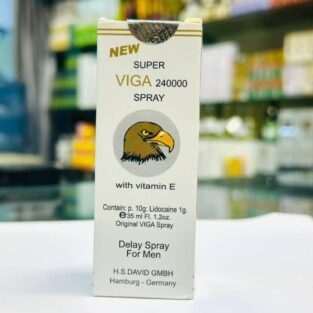 NEW
SUPER
VIGA 240000
SPRAY
with vitamin E
Contain: p. 10g: Lidocaine 1g.
℮35 ml Fl. 1,2oz.
Original VIGA Spray
Delay Spray
For Men
H.S.DAVID GMBH
Hamburg - Germany